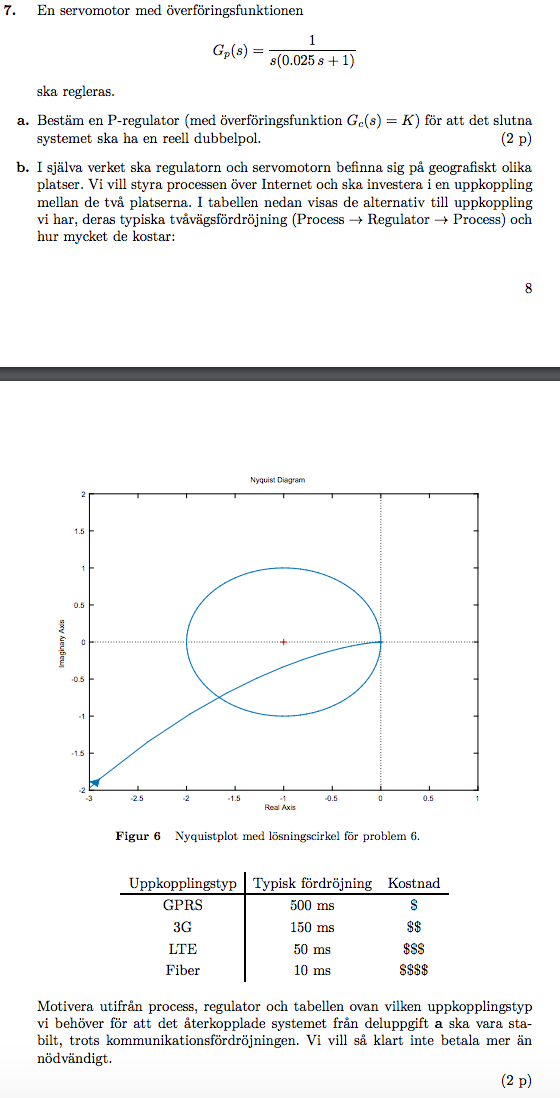 7. En servomotor med överföringsfunktionen
G_p(s) = 1 / s(0.025 s + 1)
ska regleras.
a. Bestäm en P-regulator (med överföringsfunktion G_c(s) = K) för att det slutna
systemet ska ha en reell dubbelpol. (2 p)
b. I själva verket ska regulatorn och servomotorn befinna sig på geografiskt olika
platser. Vi vill styra processen över Internet och ska investera i en uppkoppling
mellan de två platserna. I tabellen nedan visas de alternativ till uppkoppling
vi har, deras typiska tvåvägsfördröjning (Process → Regulator → Process) och
hur mycket de kostar:
8
Nyquist Diagram
2
1.5
1
0.5
0
-0.5
-1
-1.5
-2
Imaginary Axis
-3 -2.5 -2 -1.5 -1 -0.5 0 0.5 1
Real Axis
Figur 6 Nyquistplot med lösningscirkel för problem 6.
Uppkopplingstyp Typisk fördröjning Kostnad
GPRS 500 ms $
3G 150 ms $$
LTE 50 ms $$$
Fiber 10 ms $$$$
Motivera utifrån process, regulator och tabellen ovan vilken uppkopplingstyp
vi behöver för att det återkopplade systemet från deluppgift a ska vara sta-
bilt, trots kommunikationsfördröjningen. Vi vill så klart inte betala mer än
nödvändigt.
(2 p)